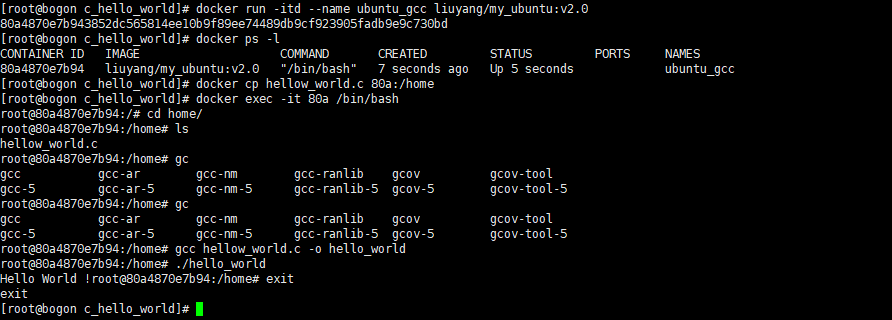 [root@bogon c_hello_world]# docker run -itd --name ubuntu_gcc liuyang/my_ubuntu:v2.0
80a4870e7b943852dc565814ee10b9f89ee74489db9cf923905fadb9e9c730bd
[root@bogon c_hello_world]# docker ps -l
CONTAINER ID   IMAGE   COMMAND   CREATED   STATUS   PORTS   NAMES
80a4870e7b94   liuyang/my_ubuntu:v2.0   "/bin/bash"   7 seconds ago   Up 5 seconds   ubuntu_gcc
[root@bogon c_hello_world]# docker cp hellow_world.c 80a:/home
[root@bogon c_hello_world]# docker exec -it 80a /bin/bash
root@80a4870e7b94:/# cd home/
root@80a4870e7b94:/home# ls
hellow_world.c
root@80a4870e7b94:/home# gc
gcc   gcc-ar   gcc-nm   gcc-ranlib   gcov   gcov-tool
gcc-5   gcc-ar-5   gcc-nm-5   gcc-ranlib-5   gcov-5   gcov-tool-5
root@80a4870e7b94:/home# gc
gcc   gcc-ar   gcc-nm   gcc-ranlib   gcov   gcov-tool
gcc-5   gcc-ar-5   gcc-nm-5   gcc-ranlib-5   gcov-5   gcov-tool-5
root@80a4870e7b94:/home# gcc hellow_world.c -o hello_world
root@80a4870e7b94:/home# ./hello_world
Hello World !root@80a4870e7b94:/home# exit
exit
[root@bogon c_hello_world]#